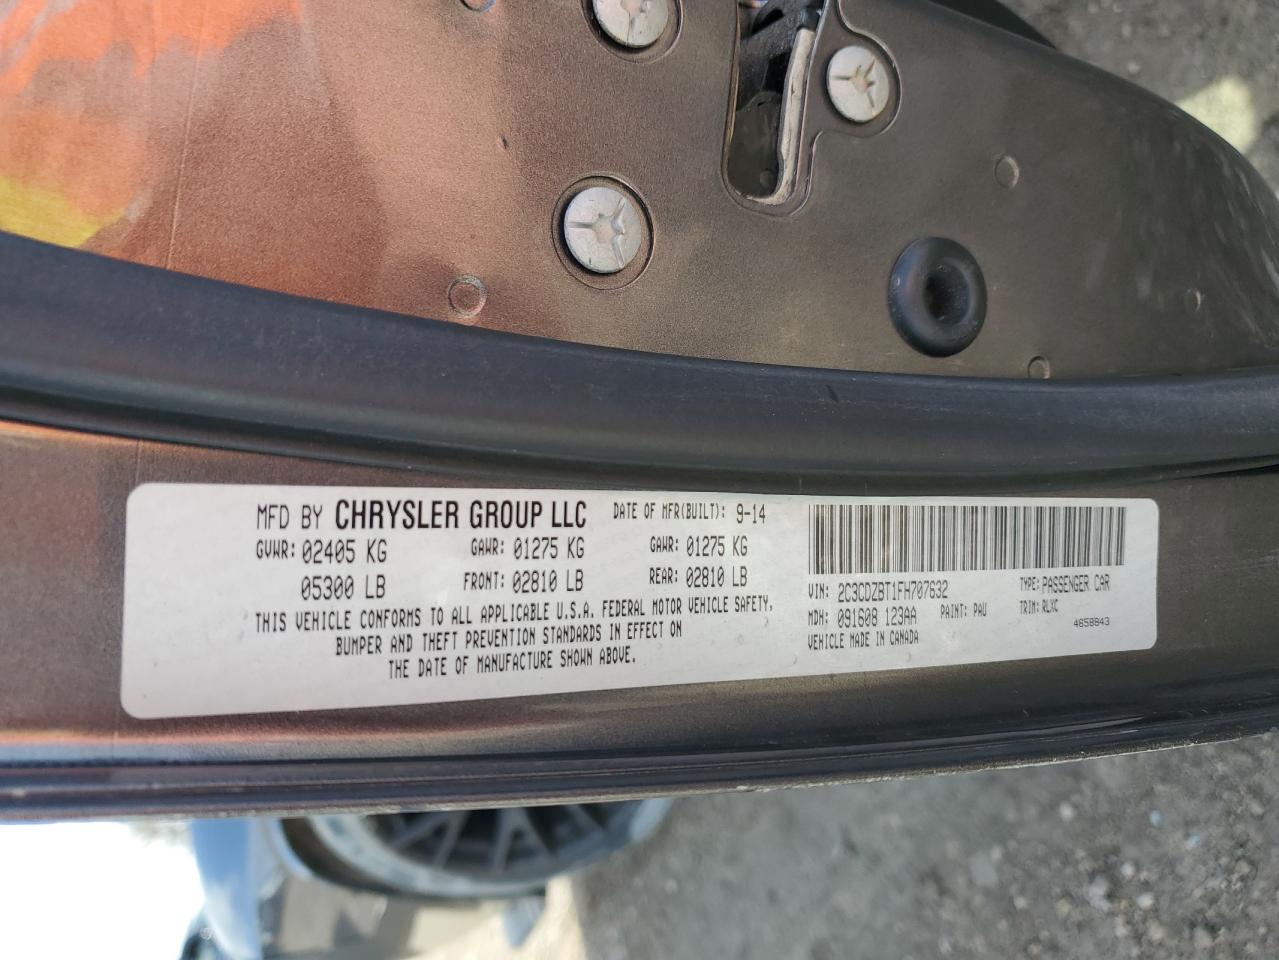 MFD BY CHRYSLER GROUP LLC DATE OF MFR(BUILT): 9-14
GVWR: 02405 KG GAWR: 01275 KG GAWR: 01275 KG
05300 LB FRONT: 02810 LB REAR: 02810 LB
THIS VEHICLE CONFORMS TO ALL APPLICABLE U.S.A. FEDERAL MOTOR VEHICLE SAFETY,
BUMPER AND THEFT PREVENTION STANDARDS IN EFFECT ON
THE DATE OF MANUFACTURE SHOWN ABOVE.
VIN: 2C3CDZBT1FH707632 TYPE: PASSENGER CAR
MDH: 091608 123AA PAINT: PAU TRIM: RLXC
VEHICLE MADE IN CANADA 4658843